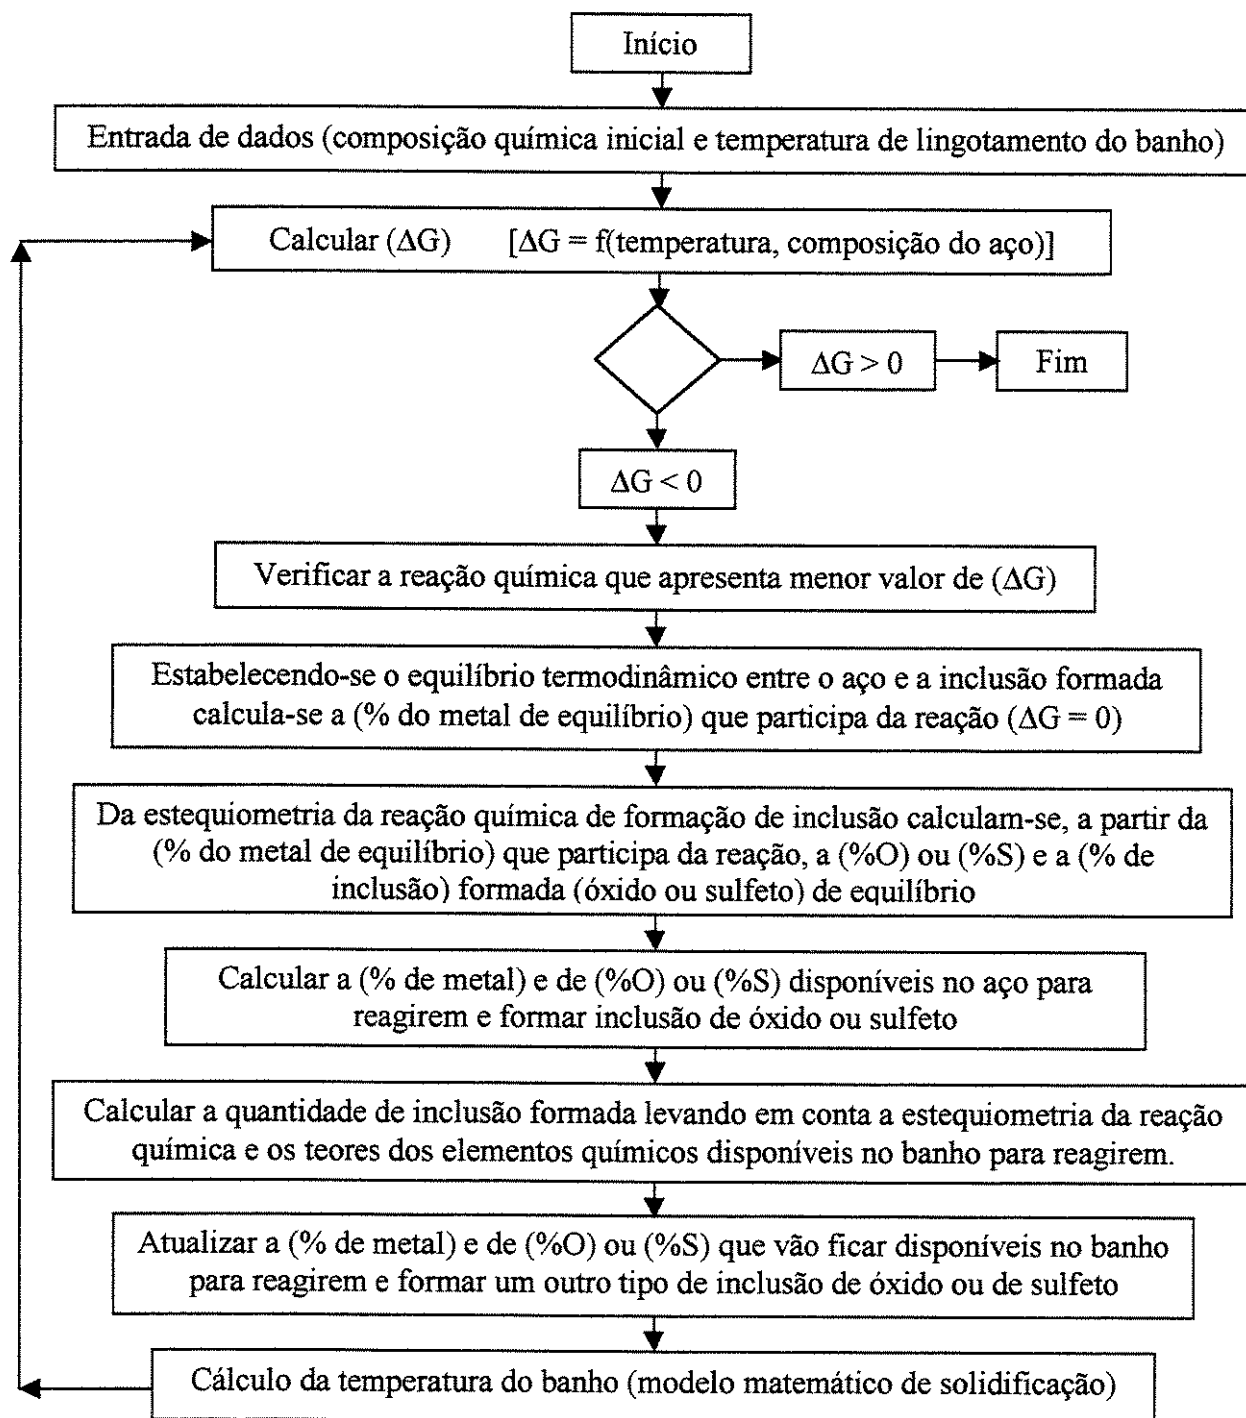 Início
Entrada de dados (composição química inicial e temperatura de lingotamento do banho)
Calcular (ΔG) [ΔG = f(temperatura, composição do aço)]
ΔG > 0
Fim
ΔG < 0
Verificar a reação química que apresenta menor valor de (ΔG)
Estabelecendo-se o equilíbrio termodinâmico entre o aço e a inclusão formada
calcula-se a (% do metal de equilíbrio) que participa da reação (ΔG = 0)
Da estequiometria da reação química de formação de inclusão calculam-se, a partir da
(% do metal de equilíbrio) que participa da reação, a (%O) ou (%S) e a (% de
inclusão) formada (óxido ou sulfeto) de equilíbrio
Calcular a (% de metal) e de (%O) ou (%S) disponíveis no aço para
reagirem e formar inclusão de óxido ou sulfeto
Calcular a quantidade de inclusão formada levando em conta a estequiometria da reação
química e os teores dos elementos químicos disponíveis no banho para reagirem.
Atualizar a (% de metal) e de (%O) ou (%S) que vão ficar disponíveis no banho
para reagirem e formar um outro tipo de inclusão de óxido ou de sulfeto
Cálculo da temperatura do banho (modelo matemático de solidificação)